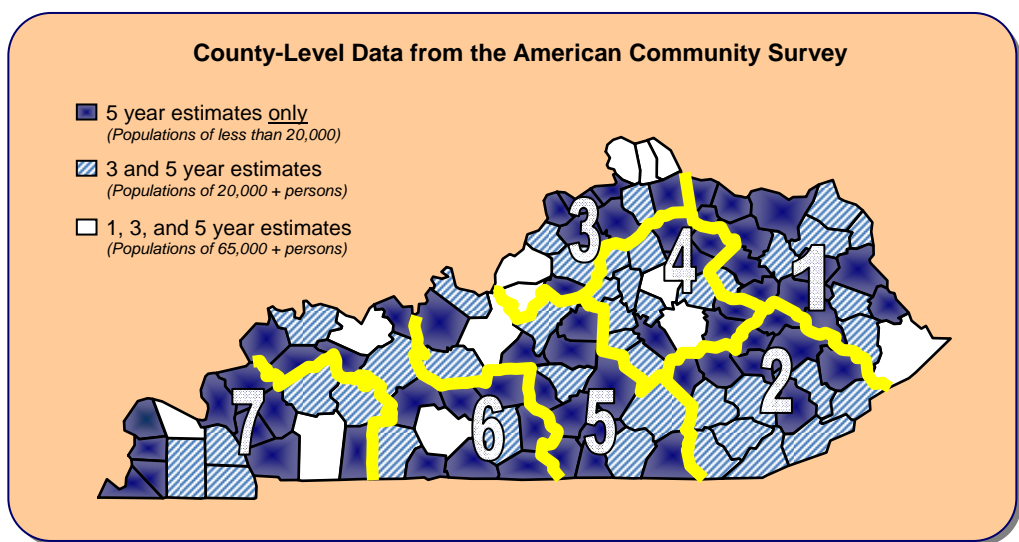 County-Level Data from the American Community Survey
5 year estimates only
(Populations of less than 20,000)
3 and 5 year estimates
(Populations of 20,000 + persons)
1, 3, and 5 year estimates
(Populations of 65,000 + persons)
3
4
1
2
7
6
5